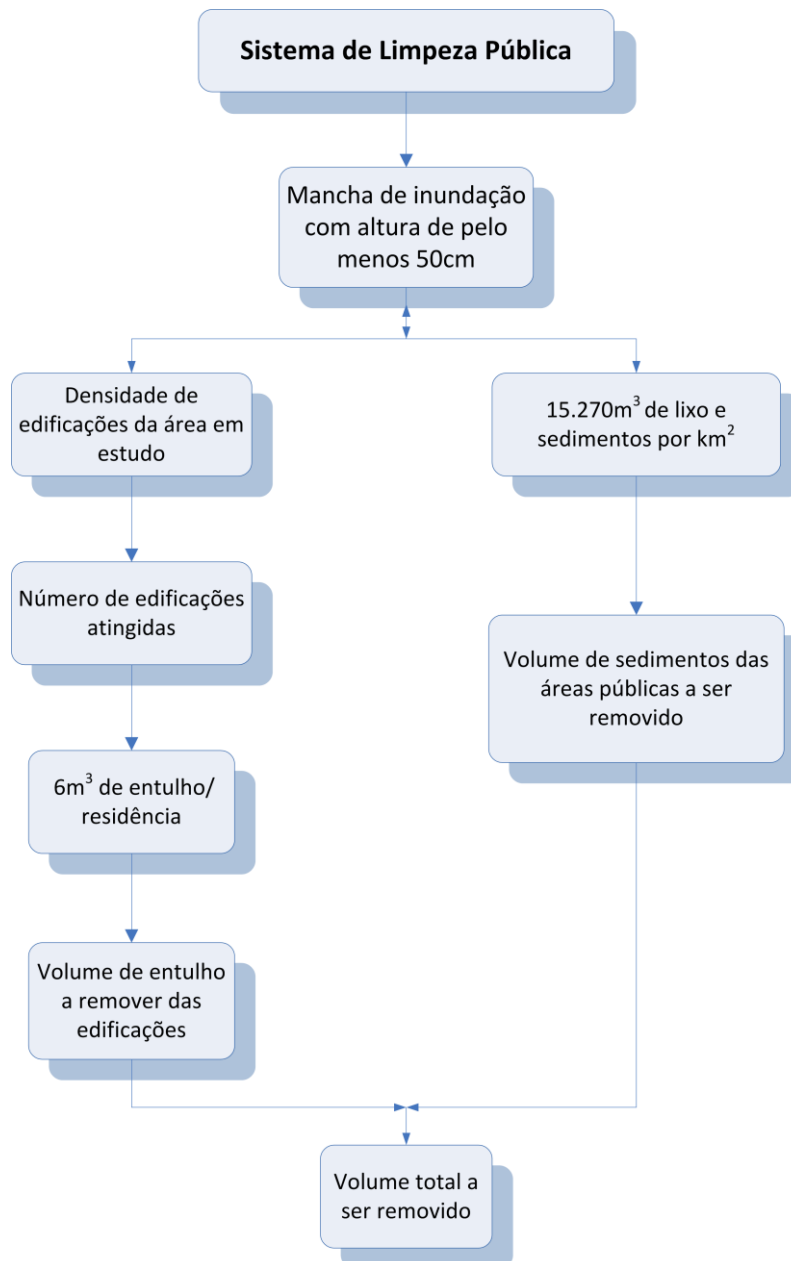 Sistema de Limpeza Pública
Mancha de inundação
com altura de pelo
menos 50cm
Densidade de
edificações da área em
estudo
15.270m³ de lixo e
sedimentos por km²
Número de edificações
atingidas
Volume de sedimentos das
áreas públicas a ser
removido
6m³ de entulho/
residência
Volume de entulho
a remover das
edificações
Volume total a
ser removido